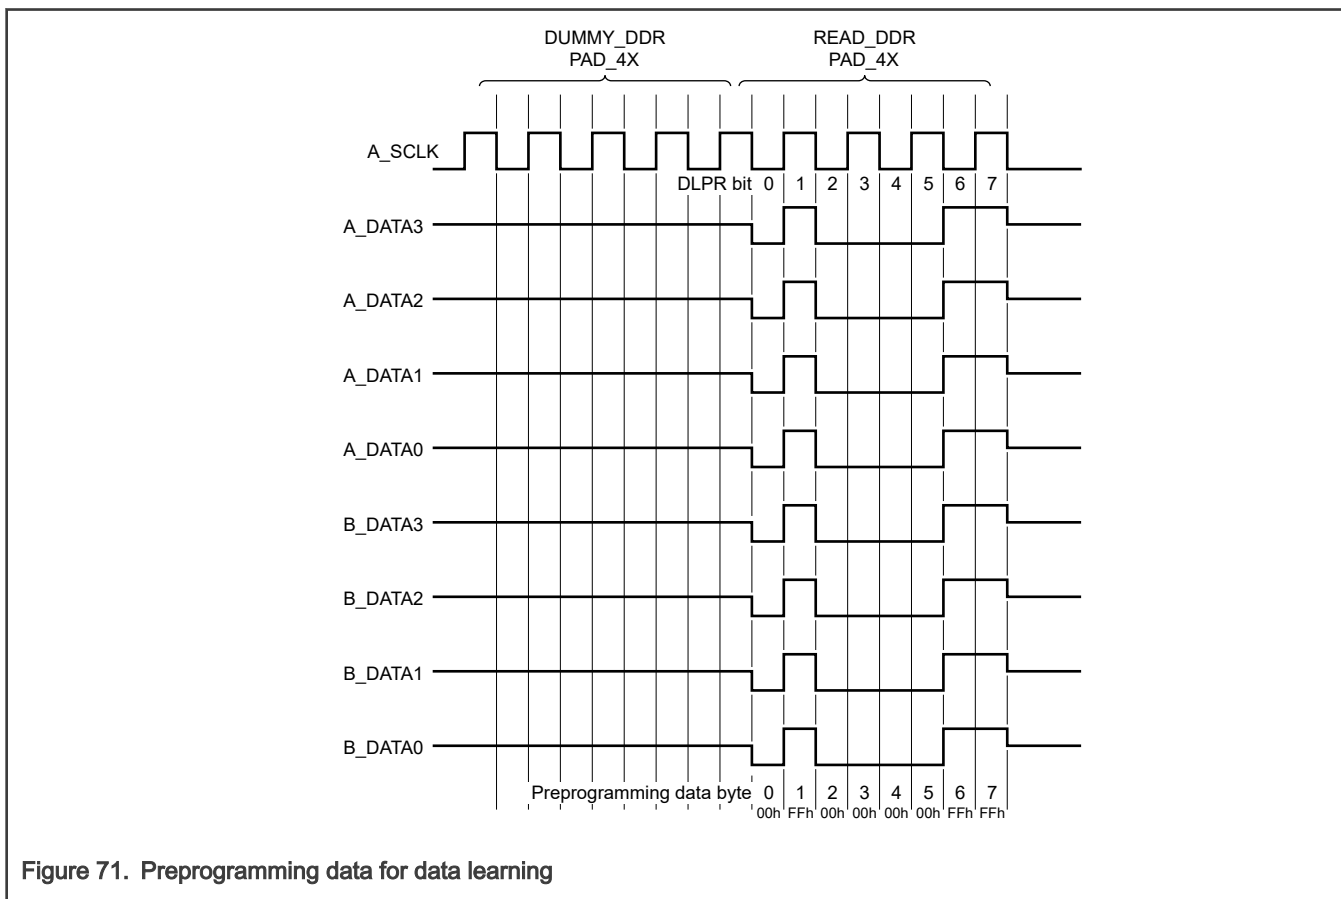 DUMMY_DDR READ_DDR
PAD_4X PAD_4X
A_SCLK
DLPR bit 0 1 2 3 4 5 6 7
A_DATA3
A_DATA2
A_DATA1
A_DATA0
B_DATA3
B_DATA2
B_DATA1
B_DATA0
Preprogramming data byte 0 1 2 3 4 5 6 7
00h FFh 00h 00h 00h 00h FFh FFh
Figure 71. Preprogramming data for data learning